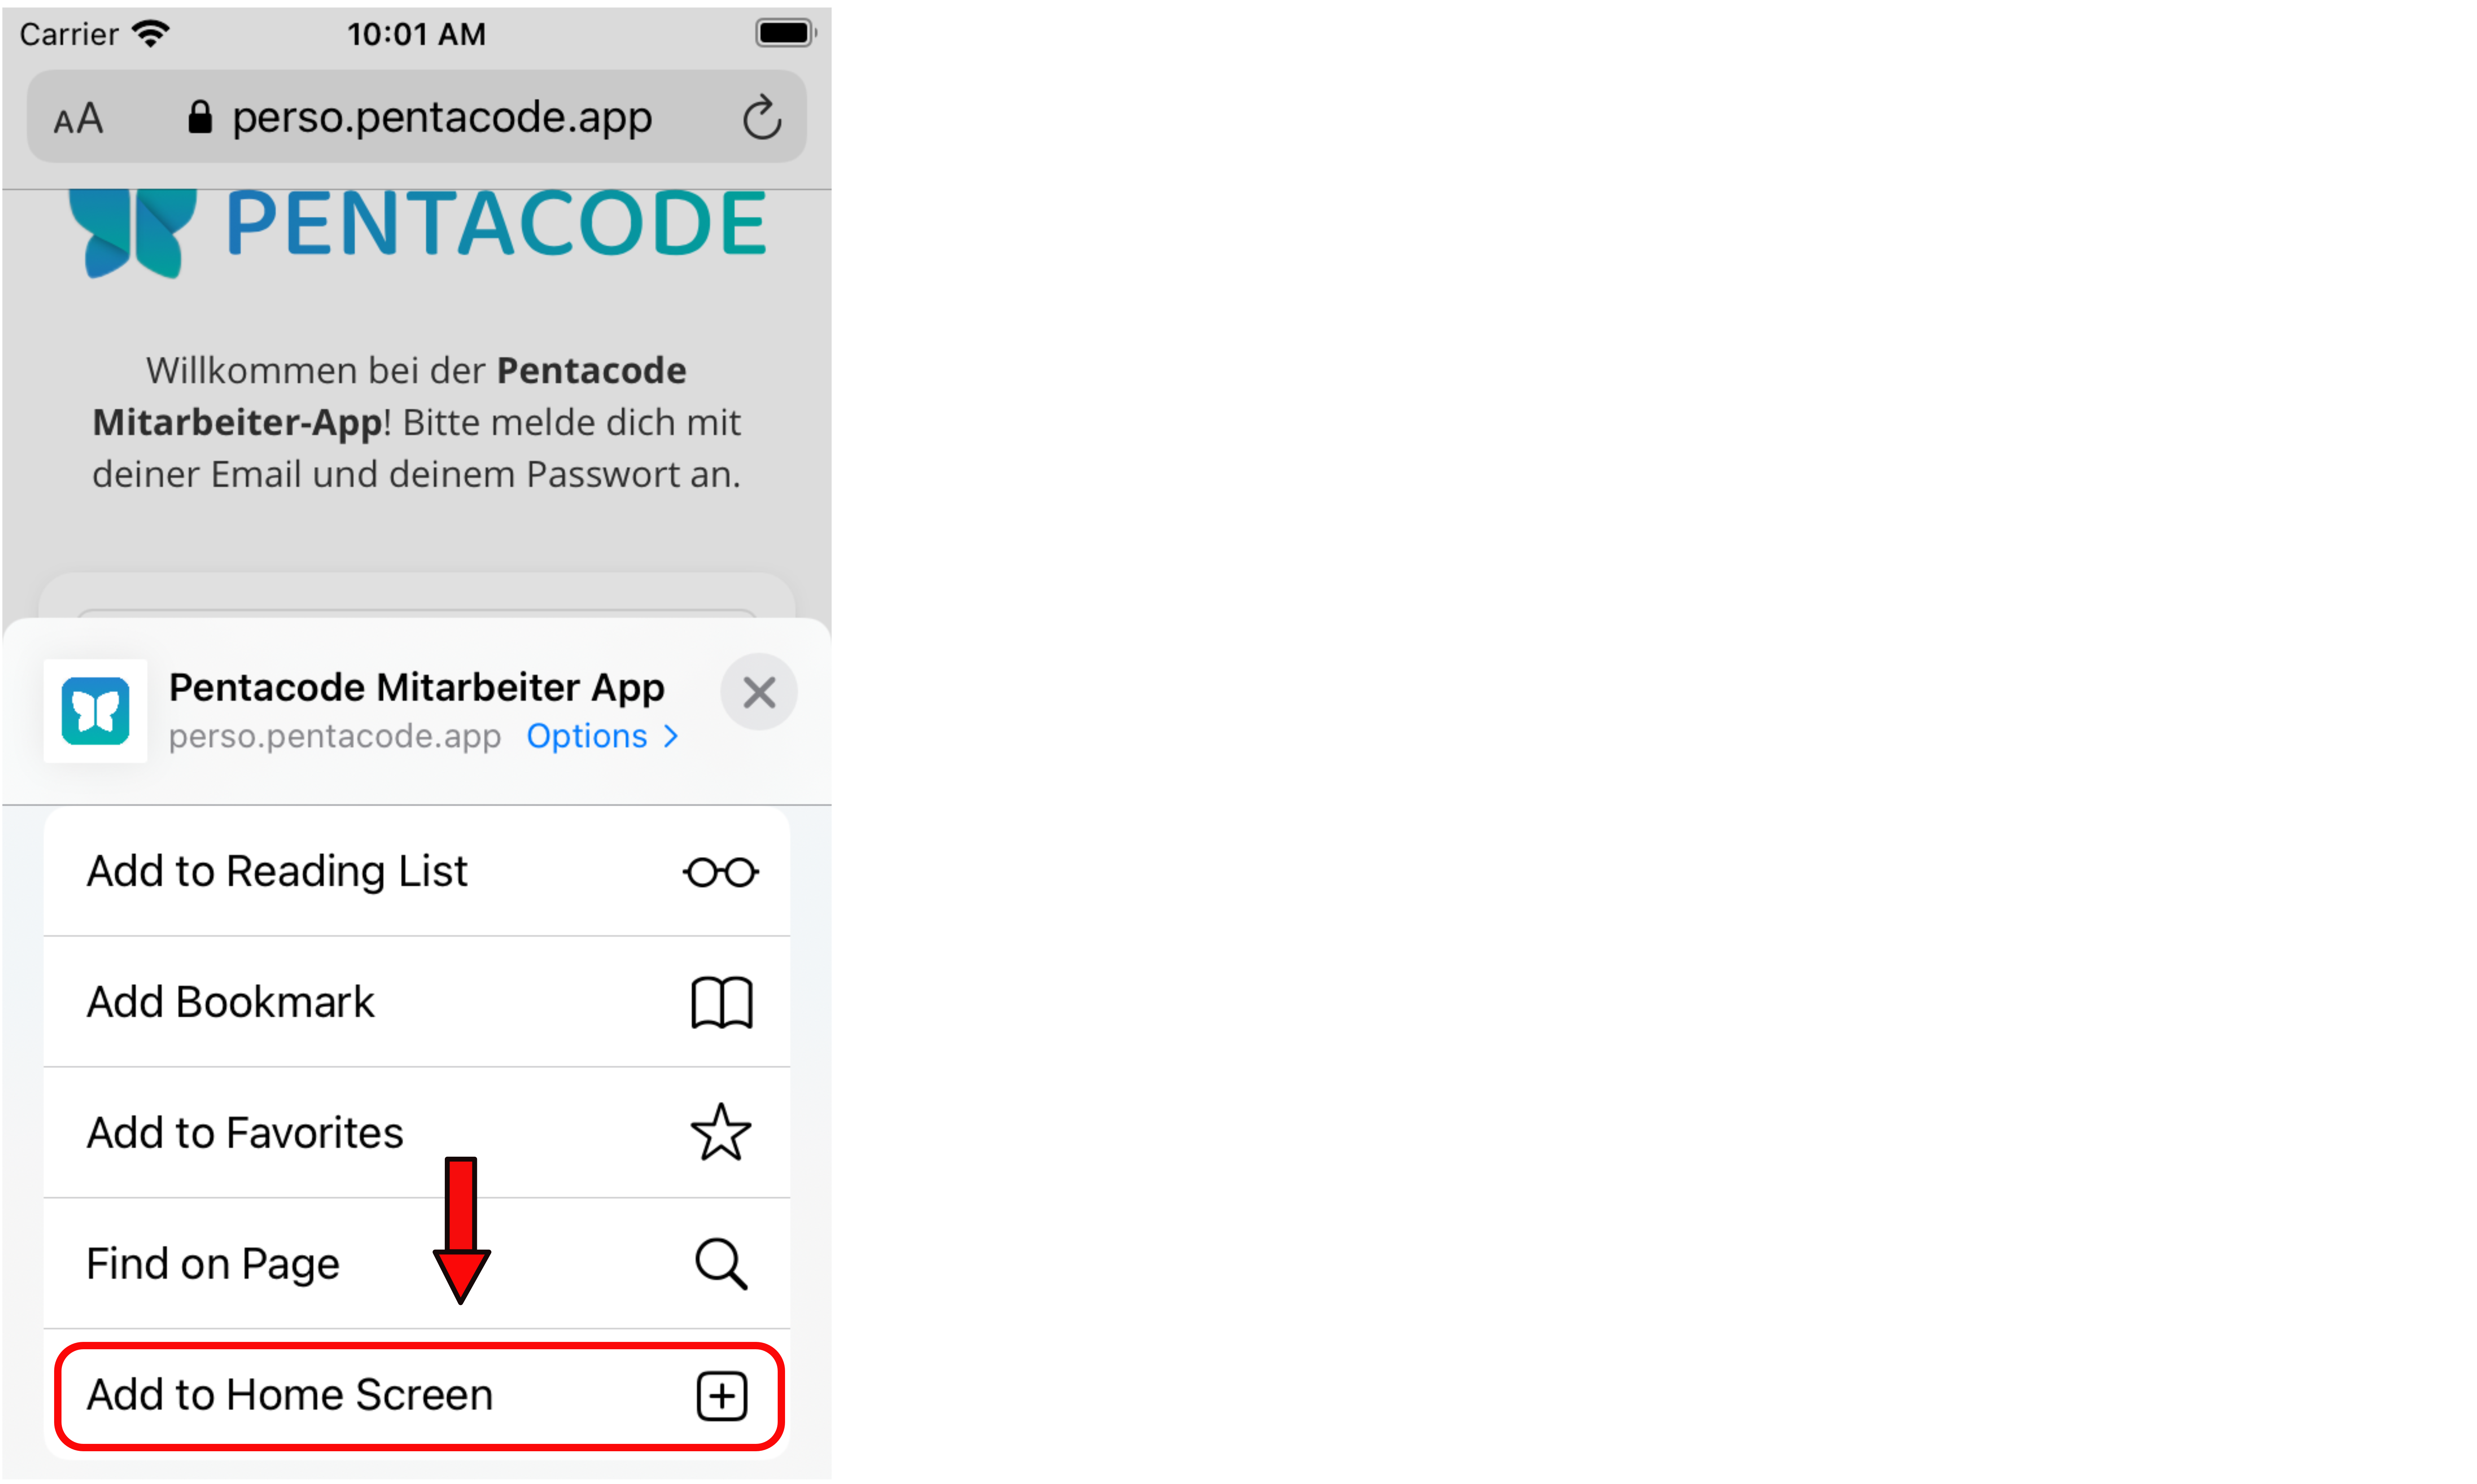 Carrier 10:01 AM
AA perso.pentacode.app
PENTACODE
Willkommen bei der Pentacode
Mitarbeiter-App! Bitte melde dich mit
deiner Email und deinem Passwort an.
Pentacode Mitarbeiter App
perso.pentacode.app Options >
Add to Reading List
Add Bookmark
Add to Favorites
Find on Page
Add to Home Screen